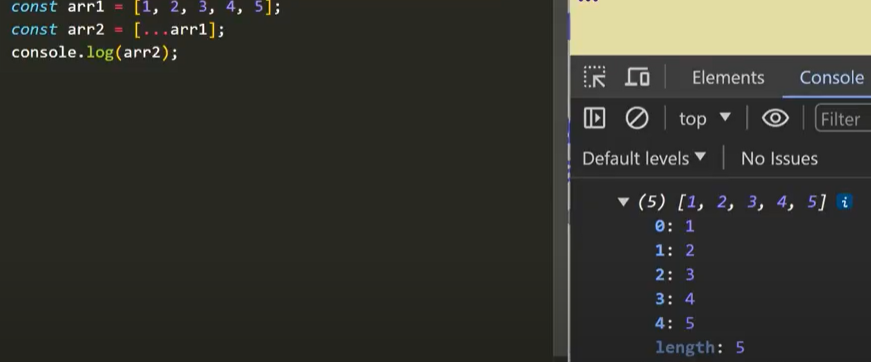 const arr1 = [1, 2, 3, 4, 5];
const arr2 = [...arr1];
console.log(arr2);
Elements Console
top ▼ Filter
Default levels ▼ No Issues
▼ (5) [1, 2, 3, 4, 5] i
0: 1
1: 2
2: 3
3: 4
4: 5
length: 5